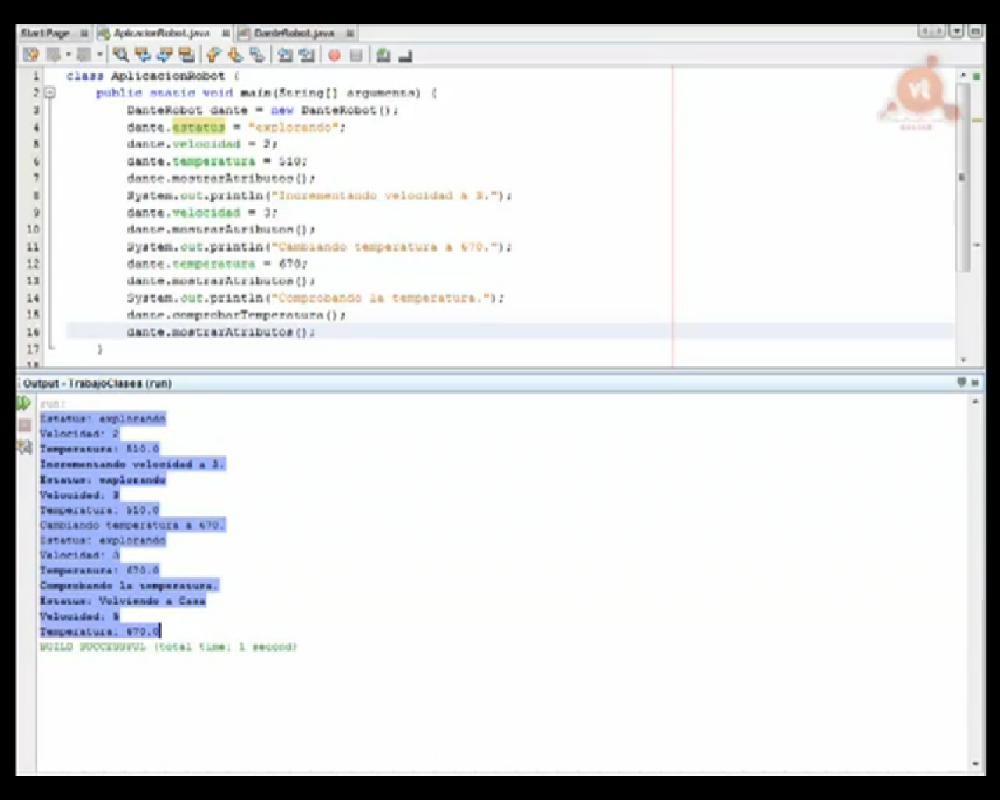 Start Page AplicacionRobot.java DanteRobot.java
1 class AplicacionRobot {
2 public static void main(String[] argumento) {
3 DanteRobot dante = new DanteRobot();
4 dante.estatus = "explorando";
5 dante.velocidad = 2;
6 dante.temperatura = 510;
7 dante.mostrarAtributos();
8 System.out.println("Incrementando velocidad a 3.");
9 dante.velocidad = 3;
10 dante.mostrarAtributos();
11 System.out.println("Cambiando temperatura a 670.");
12 dante.temperatura = 670;
13 dante.mostrarAtributos();
14 System.out.println("Comprobando la temperatura.");
15 dante.comprobarTemperatura();
16 dante.mostrarAtributos();
17 }
18
Output - TrabajoClases (run)
run:
Estatus: explorando
Velocidad: 2
Temperatura: 510.0
Incrementando velocidad a 3.
Estatus: explorando
Velocidad: 3
Temperatura: 510.0
Cambiando temperatura a 670.
Estatus: explorando
Velocidad: 3
Temperatura: 670.0
Comprobando la temperatura.
Estatus: Volviendo a Casa
Velocidad:
Temperatura: 670.0
BUILD SUCCESSFUL (total time: 1 second)